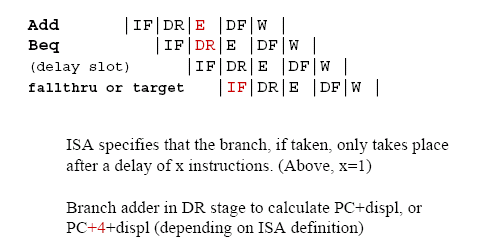 Add |IF|DR|E |DF|W |
Beq |IF|DR|E |DF|W |
(delay slot) |IF|DR|E |DF|W |
fallthru or target |IF|DR|E |DF|W |
ISA specifies that the branch, if taken, only takes place
after a delay of x instructions. (Above, x=1)
Branch adder in DR stage to calculate PC+displ, or
PC+4+displ (depending on ISA definition)